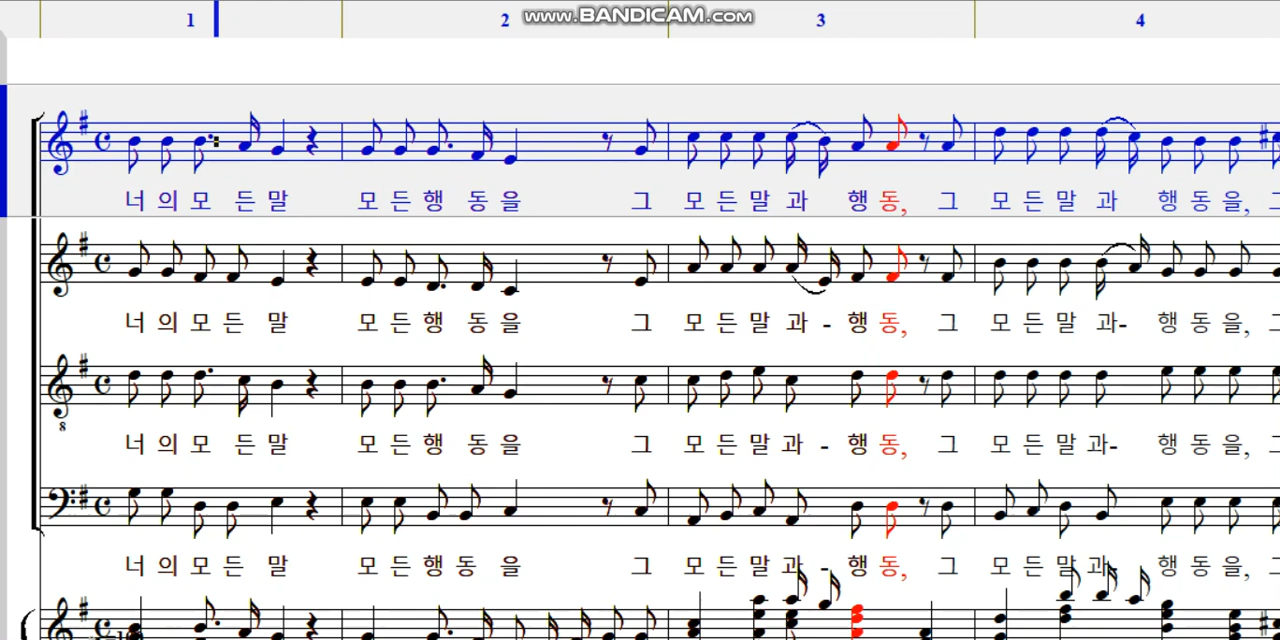 1 2 www.BANDICAM.com 3 4
너 의 모 든 말 모 든 행 동 을 그 모 든 말 과 행 동, 그 모 든 말 과 행 동 을, 그
너 의 모 든 말 모 든 행 동 을 그 모 든 말 과 - 행 동, 그 모 든 말 과- 행 동 을, 그
8
너 의 모 든 말 모 든 행 동 을 그 모 든 말 과 - 행 동, 그 모 든 말 과- 행 동 을, 그
너 의 모 든 말 모 든 행 동 을 그 모 든 말 과 - 행 동, 그 모 든 말 과 행 동 을, 그